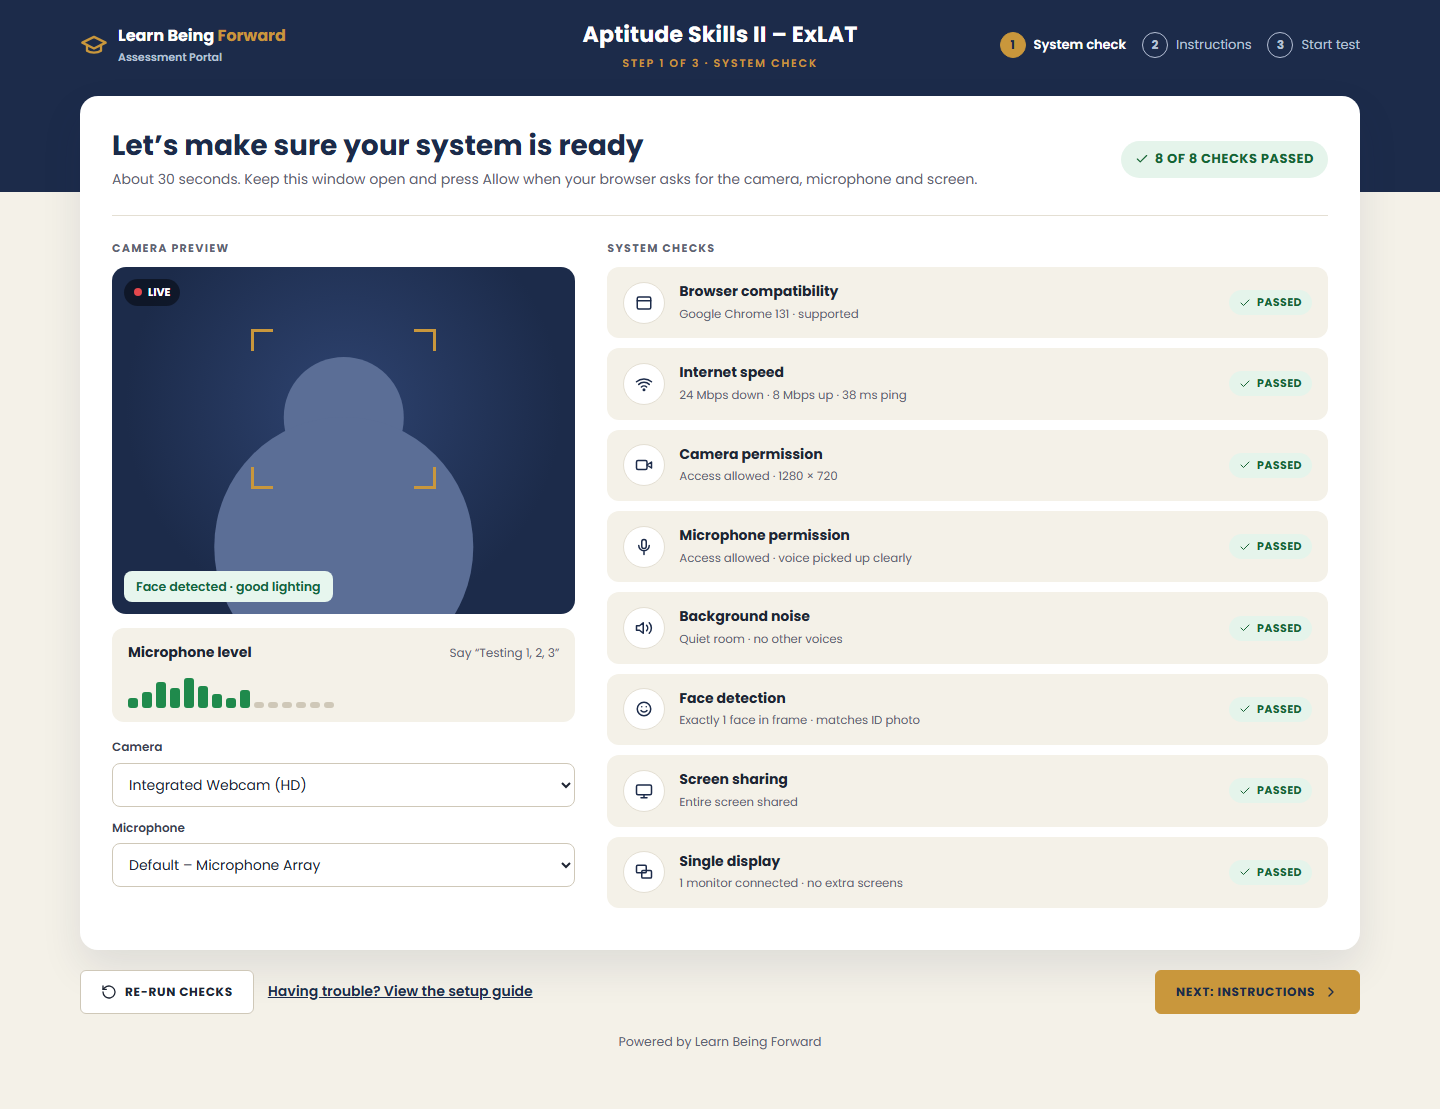 Learn Being Forward
Assessment Portal
Aptitude Skills II – ExLAT
STEP 1 OF 3 · SYSTEM CHECK
1 System check
2 Instructions
3 Start test
Let’s make sure your system is ready
About 30 seconds. Keep this window open and press Allow when your browser asks for the camera, microphone and screen.
8 OF 8 CHECKS PASSED
CAMERA PREVIEW
LIVE
Face detected · good lighting
Microphone level
Say “Testing 1, 2, 3”
Camera
Integrated Webcam (HD)
Microphone
Default – Microphone Array
SYSTEM CHECKS
Browser compatibility
Google Chrome 131 · supported
PASSED
Internet speed
24 Mbps down · 8 Mbps up · 38 ms ping
PASSED
Camera permission
Access allowed · 1280 × 720
PASSED
Microphone permission
Access allowed · voice picked up clearly
PASSED
Background noise
Quiet room · no other voices
PASSED
Face detection
Exactly 1 face in frame · matches ID photo
PASSED
Screen sharing
Entire screen shared
PASSED
Single display
1 monitor connected · no extra screens
PASSED
RE-RUN CHECKS
Having trouble? View the setup guide
NEXT: INSTRUCTIONS
Powered by Learn Being Forward